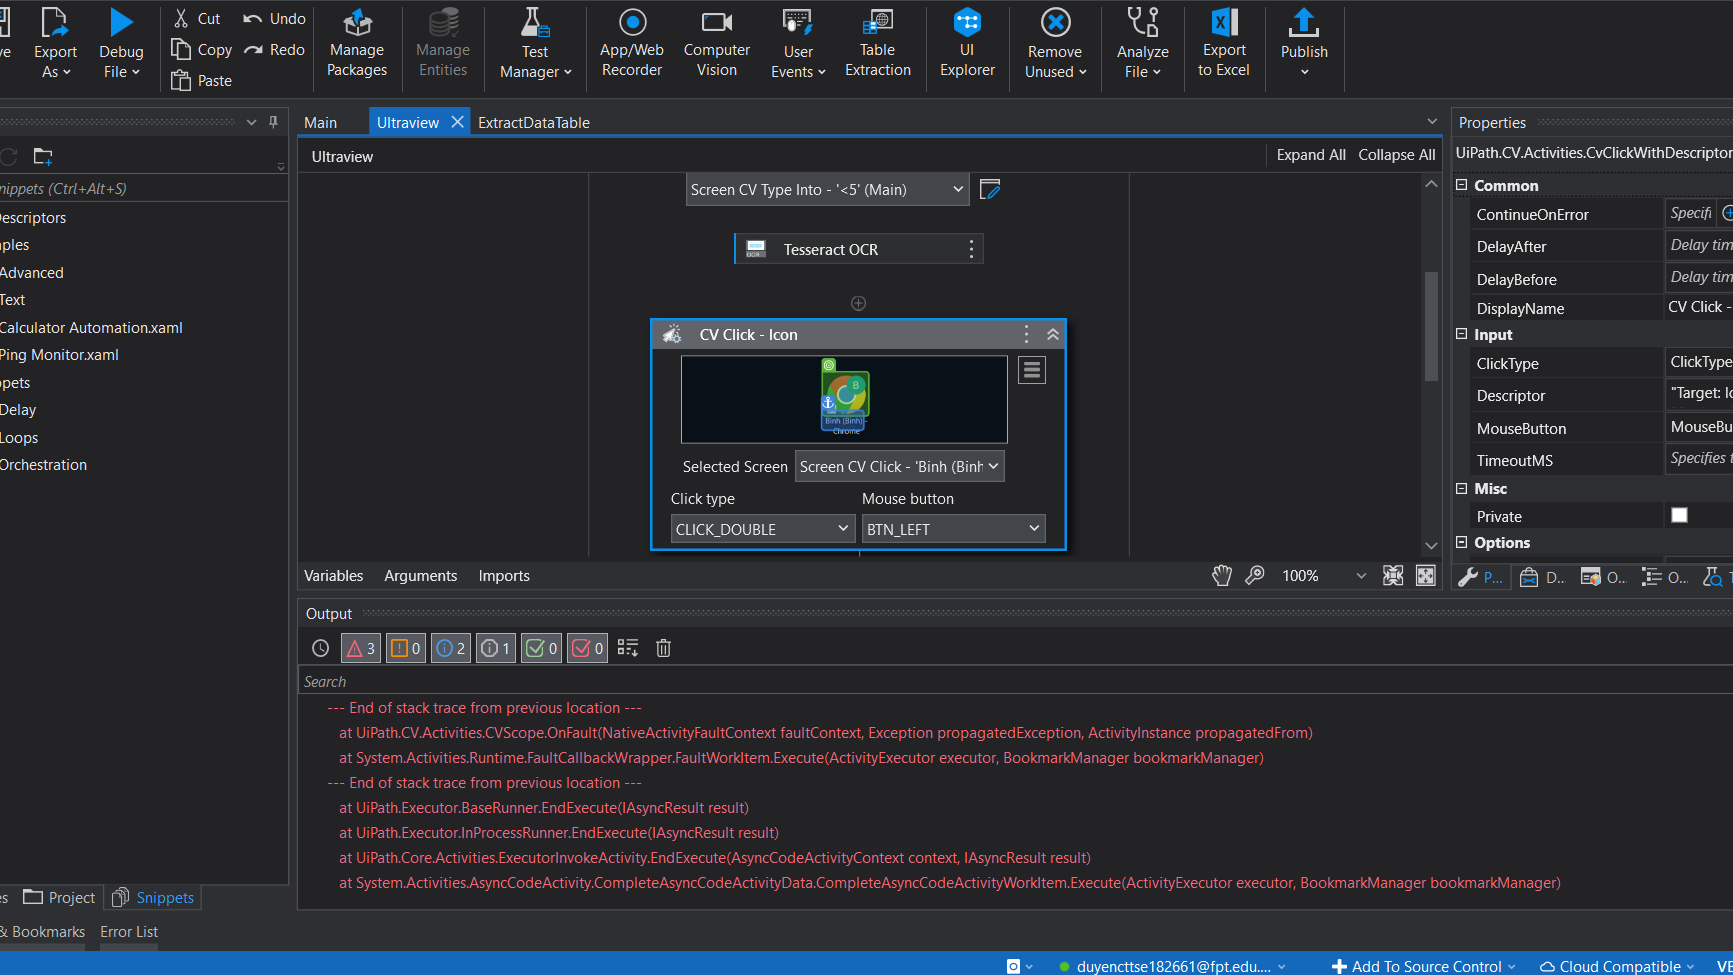 Export
As
Debug
File
Cut
Copy
Paste
Undo
Redo
Manage
Packages
Manage
Entities
Test
Manager
App/Web
Recorder
Computer
Vision
User
Events
Table
Extraction
UI
Explorer
Remove
Unused
Analyze
File
Export
to Excel
Publish
nippets (Ctrl+Alt+S)
Descriptors
ples
Advanced
Text
Calculator Automation.xaml
Ping Monitor.xaml
pets
Delay
Loops
Orchestration
Project
Snippets
& Bookmarks
Error List
Main
Ultraview
ExtractDataTable
Ultraview
Expand All
Collapse All
Screen CV Type Into - '<5' (Main)
OCR
Tesseract OCR
CV Click - Icon
B
Binh (Binh) -
Chrome
Selected Screen
Screen CV Click - 'Binh (Binh
Click type
Mouse button
CLICK_DOUBLE
BTN_LEFT
Variables
Arguments
Imports
100%
Output
3
0
2
1
0
0
Search
--- End of stack trace from previous location ---
at UiPath.CV.Activities.CVScope.OnFault(NativeActivityFaultContext faultContext, Exception propagatedException, ActivityInstance propagatedFrom)
at System.Activities.Runtime.FaultCallbackWrapper.FaultWorkItem.Execute(ActivityExecutor executor, BookmarkManager bookmarkManager)
--- End of stack trace from previous location ---
at UiPath.Executor.BaseRunner.EndExecute(IAsyncResult result)
at UiPath.Executor.InProcessRunner.EndExecute(IAsyncResult result)
at UiPath.Core.Activities.ExecutorInvokeActivity.EndExecute(AsyncCodeActivityContext context, IAsyncResult result)
at System.Activities.AsyncCodeActivity.CompleteAsyncCodeActivityData.CompleteAsyncCodeActivityWorkItem.Execute(ActivityExecutor executor, BookmarkManager bookmarkManager)
Properties
UiPath.CV.Activities.CvClickWithDescriptor
Common
ContinueOnError Specifi
DelayAfter Delay tim
DelayBefore Delay tim
DisplayName CV Click -
Input
ClickType ClickType
Descriptor "Target: Ic
MouseButton MouseBu
TimeoutMS Specifies t
Misc
Private
Options
P...
D...
O...
O...
duyencttse182661@fpt.edu....
Add To Source Control
Cloud Compatible